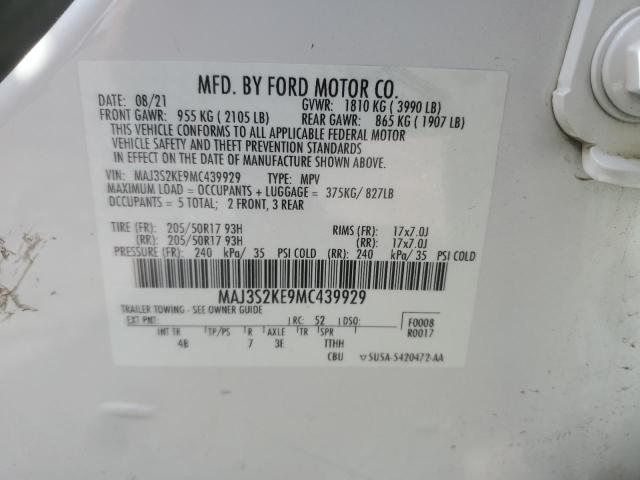 MFD. BY FORD MOTOR CO.
DATE: 08/21 GVWR: 1810 KG ( 3990 LB)
FRONT GAWR: 955 KG ( 2105 LB) REAR GAWR: 865 KG ( 1907 LB)
THIS VEHICLE CONFORMS TO ALL APPLICABLE FEDERAL MOTOR
VEHICLE SAFETY AND THEFT PREVENTION STANDARDS
IN EFFECT ON THE DATE OF MANUFACTURE SHOWN ABOVE.
VIN: MAJ3S2KE9MC439929 TYPE: MPV
MAXIMUM LOAD = OCCUPANTS + LUGGAGE = 375KG/ 827LB
OCCUPANTS = 5 TOTAL; 2 FRONT, 3 REAR
TIRE (FR): 205/50R17 93H RIMS (FR): 17x7.0J
(RR): 205/50R17 93H (RR): 17x7.0J
PRESSURE (FR): 240 kPa/ 35 PSI COLD (RR): 240 kPa/ 35 PSI COLD
MAJ3S2KE9MC439929
TRAILER TOWING - SEE OWNER GUIDE
EXT PNT: RC: 52 DSO: F0008
INT TR TP/PS R AXLE TR SPR R0017
4B 7 3E TTHH
CBU 5U5A-5420472-AA